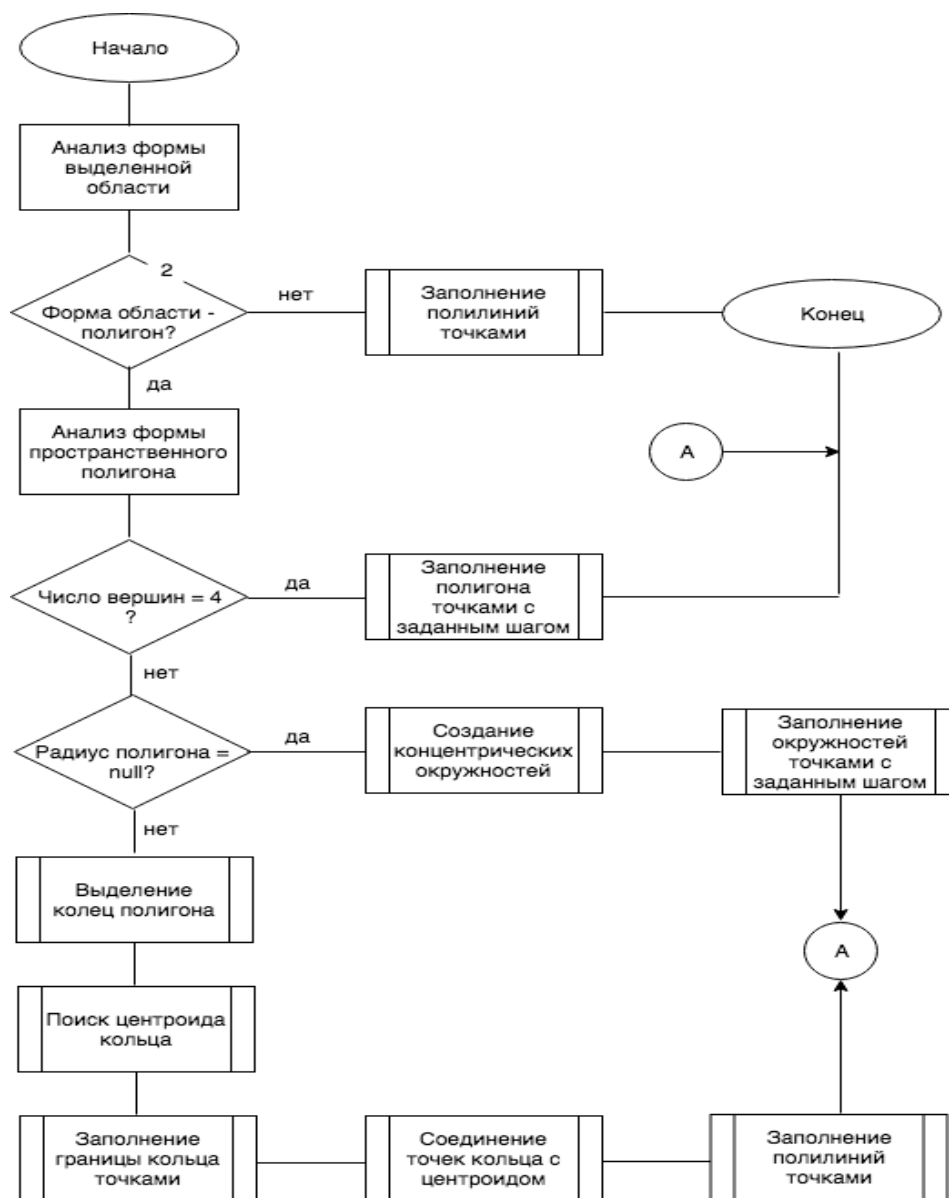 Начало
Анализ формы
выделенной
области
2
Форма области -
полигон?
нет
Заполнение
полилиний
точками
Конец
да
Анализ формы
пространственного
полигона
А
Число вершин = 4
?
да
Заполнение
полигона
точками с
заданным шагом
нет
Радиус полигона =
null?
да
Создание
концентрических
окружностей
Заполнение
окружностей
точками с
заданным шагом
нет
Выделение
колец полигона
А
Поиск центроида
кольца
Заполнение
границы кольца
точками
Соединение
точек кольца с
центроидом
Заполнение
полилиний
точками